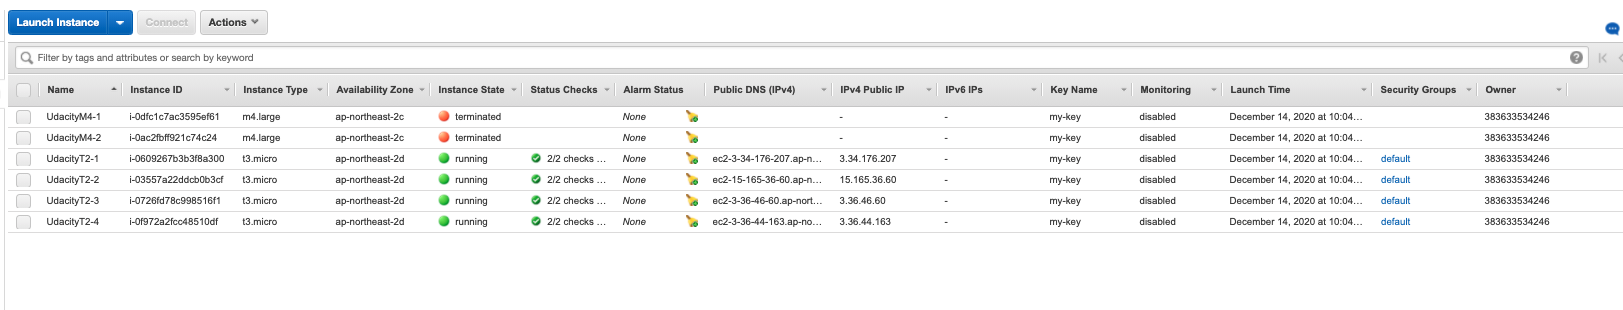 Launch Instance Connect Actions
Filter by tags and attributes or search by keyword
Name Instance ID Instance Type Availability Zone Instance State Status Checks Alarm Status Public DNS (IPv4) IPv4 Public IP IPv6 IPs Key Name Monitoring Launch Time Security Groups Owner
UdacityM4-1 i-0dfc1c7ac3595ef61 m4.large ap-northeast-2c terminated None - - my-key disabled December 14, 2020 at 10:04... 383633534246
UdacityM4-2 i-0ac2fbff921c74c24 m4.large ap-northeast-2c terminated None - - my-key disabled December 14, 2020 at 10:04... 383633534246
UdacityT2-1 i-0609267b3b3f8a300 t3.micro ap-northeast-2d running 2/2 checks ... None ec2-3-34-176-207.ap-n... 3.34.176.207 - my-key disabled December 14, 2020 at 10:04... default 383633534246
UdacityT2-2 i-03557a22ddcb0b3cf t3.micro ap-northeast-2d running 2/2 checks ... None ec2-15-165-36-60.ap-n... 15.165.36.60 - my-key disabled December 14, 2020 at 10:04... default 383633534246
UdacityT2-3 i-0726fd78c998516f1 t3.micro ap-northeast-2d running 2/2 checks ... None ec2-3-36-46-60.ap-nort... 3.36.46.60 - my-key disabled December 14, 2020 at 10:04... default 383633534246
UdacityT2-4 i-0f972a2fcc48510df t3.micro ap-northeast-2d running 2/2 checks ... None ec2-3-36-44-163.ap-no... 3.36.44.163 - my-key disabled December 14, 2020 at 10:04... default 383633534246